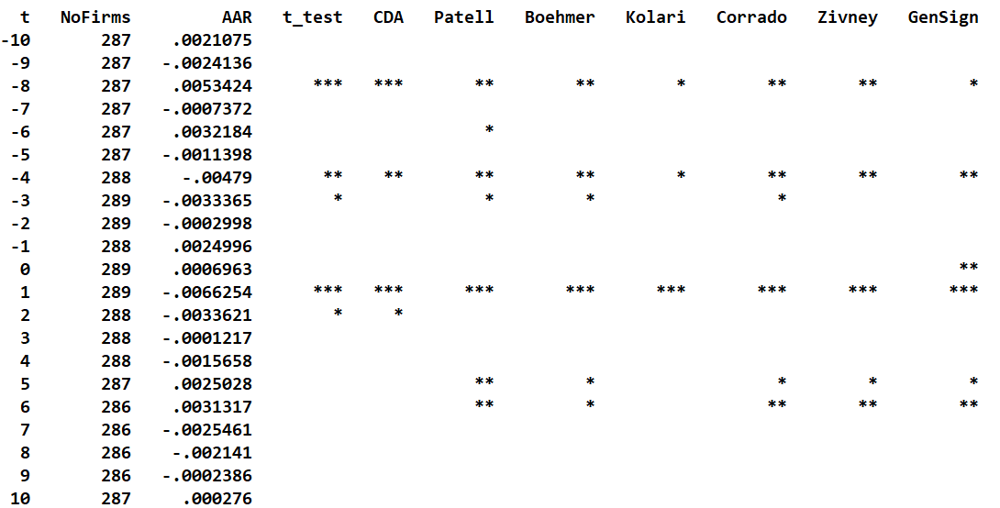 t NoFirms AAR t_test CDA Patell Boehmer Kolari Corrado Zivney GenSign
-10 287 .0021075
-9 287 -.0024136
-8 287 .0053424 *** *** ** ** * ** ** *
-7 287 -.0007372
-6 287 .0032184 *
-5 287 -.0011398
-4 288 -.00479 ** ** ** ** * ** ** **
-3 289 -.0033365 * * * *
-2 289 -.0002998
-1 288 .0024996
0 289 .0006963 **
1 289 -.0066254 *** *** *** *** *** *** *** ***
2 288 -.0033621 * *
3 288 -.0001217
4 288 -.0015658
5 287 .0025028 ** * * * *
6 286 .0031317 ** * ** ** **
7 286 -.0025461
8 286 -.002141
9 286 -.0002386
10 287 .000276